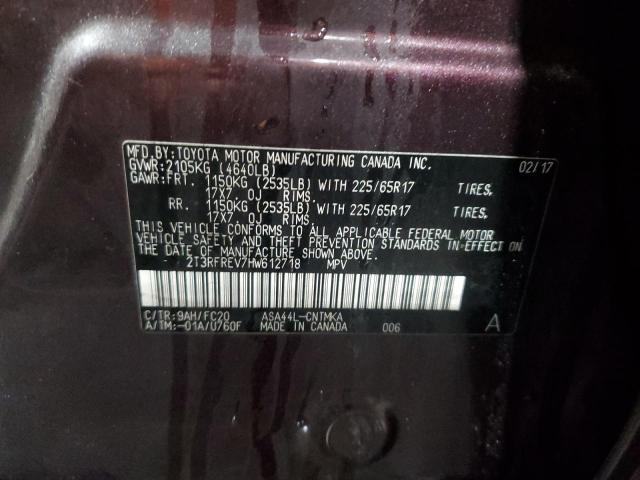 MFD.BY:TOYOTA MOTOR MANUFACTURING CANADA INC. 02/17
GVWR:2105KG ( 4640LB)
GAWR:FRT. 1150KG (2535LB) WITH 225/65R17 TIRES,
17X7 0J RIMS.
RR. 1150KG (2535LB) WITH 225/65R17 TIRES,
17X7 0J RIMS.
THIS VEHICLE CONFORMS TO ALL APPLICABLE FEDERAL MOTOR
VEHICLE SAFETY AND THEFT PREVENTION STANDARDS IN-EFFECT ON
THE DATE OF MANUFACTURE SHOWN ABOVE.
2T3RFREV7HW612718 MPV
C/TR:9AH/FC20 ASA44L-CNTMKA
A/TM:-01A/U760F MADE IN CANADA 006 A